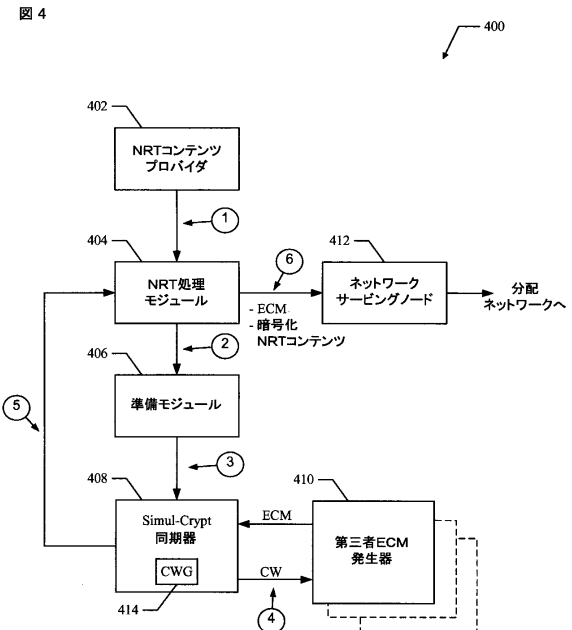 図 4
400
402
NRTコンテンツ
プロバイダ
1
404
NRT処理
モジュール
6
412
ネットワーク
サービングノード
分配
ネットワークへ
- ECM
- 暗号化
NRTコンテンツ
2
406
準備モジュール
5
3
408
Simul-Crypt
同期器
CWG
414
ECM
CW
4
410
第三者ECM
発生器